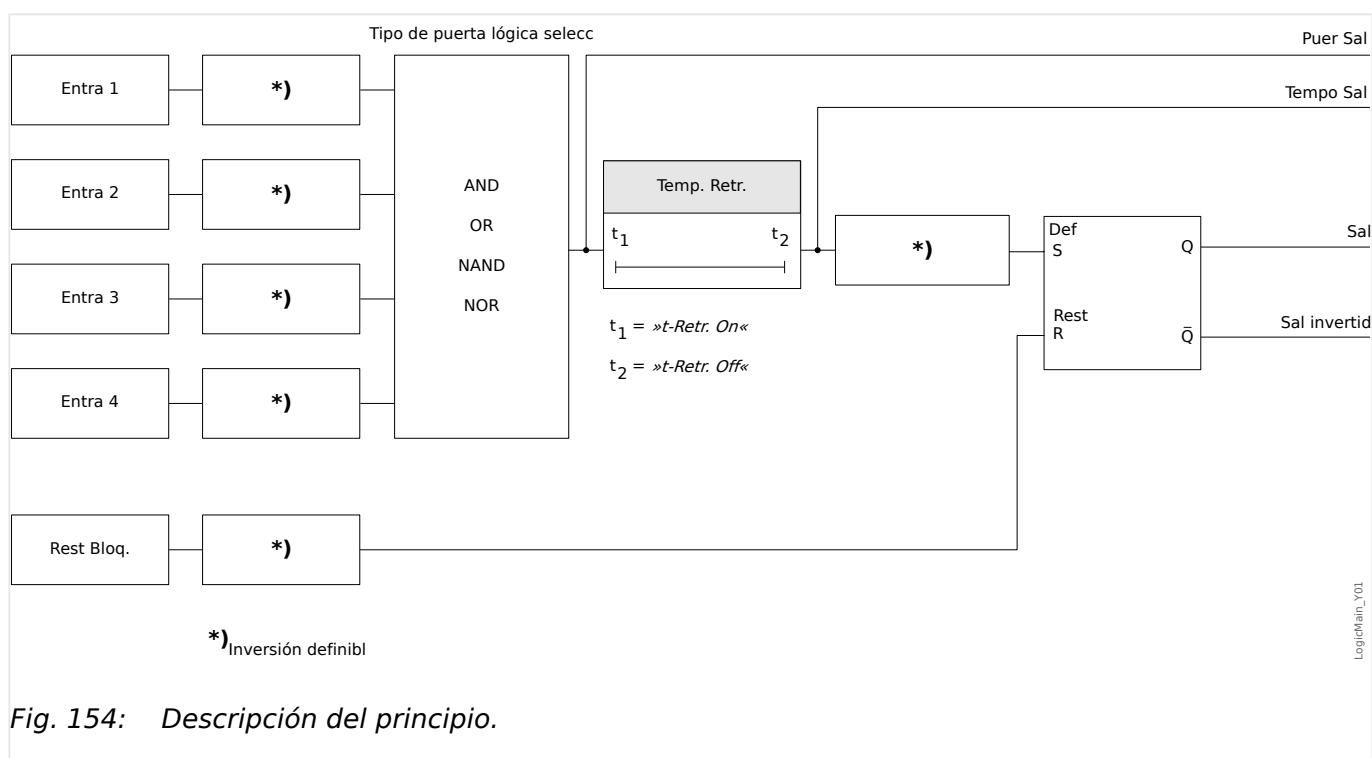 Tipo de puerta lógica selecc
Puer Sal
Tempo Sal
Entra 1
*)
Entra 2
*)
Entra 3
*)
Entra 4
*)
AND
OR
NAND
NOR
Temp. Retr.
t1
t2
t1 = »t-Retr. On«
t2 = »t-Retr. Off«
*)
Def
S
Q
Rest
R
Q̅
Sal
Sal invertid
Rest Bloq.
*)
*)Inversión definibl
LogicMain_Y01
Fig. 154: Descripción del principio.